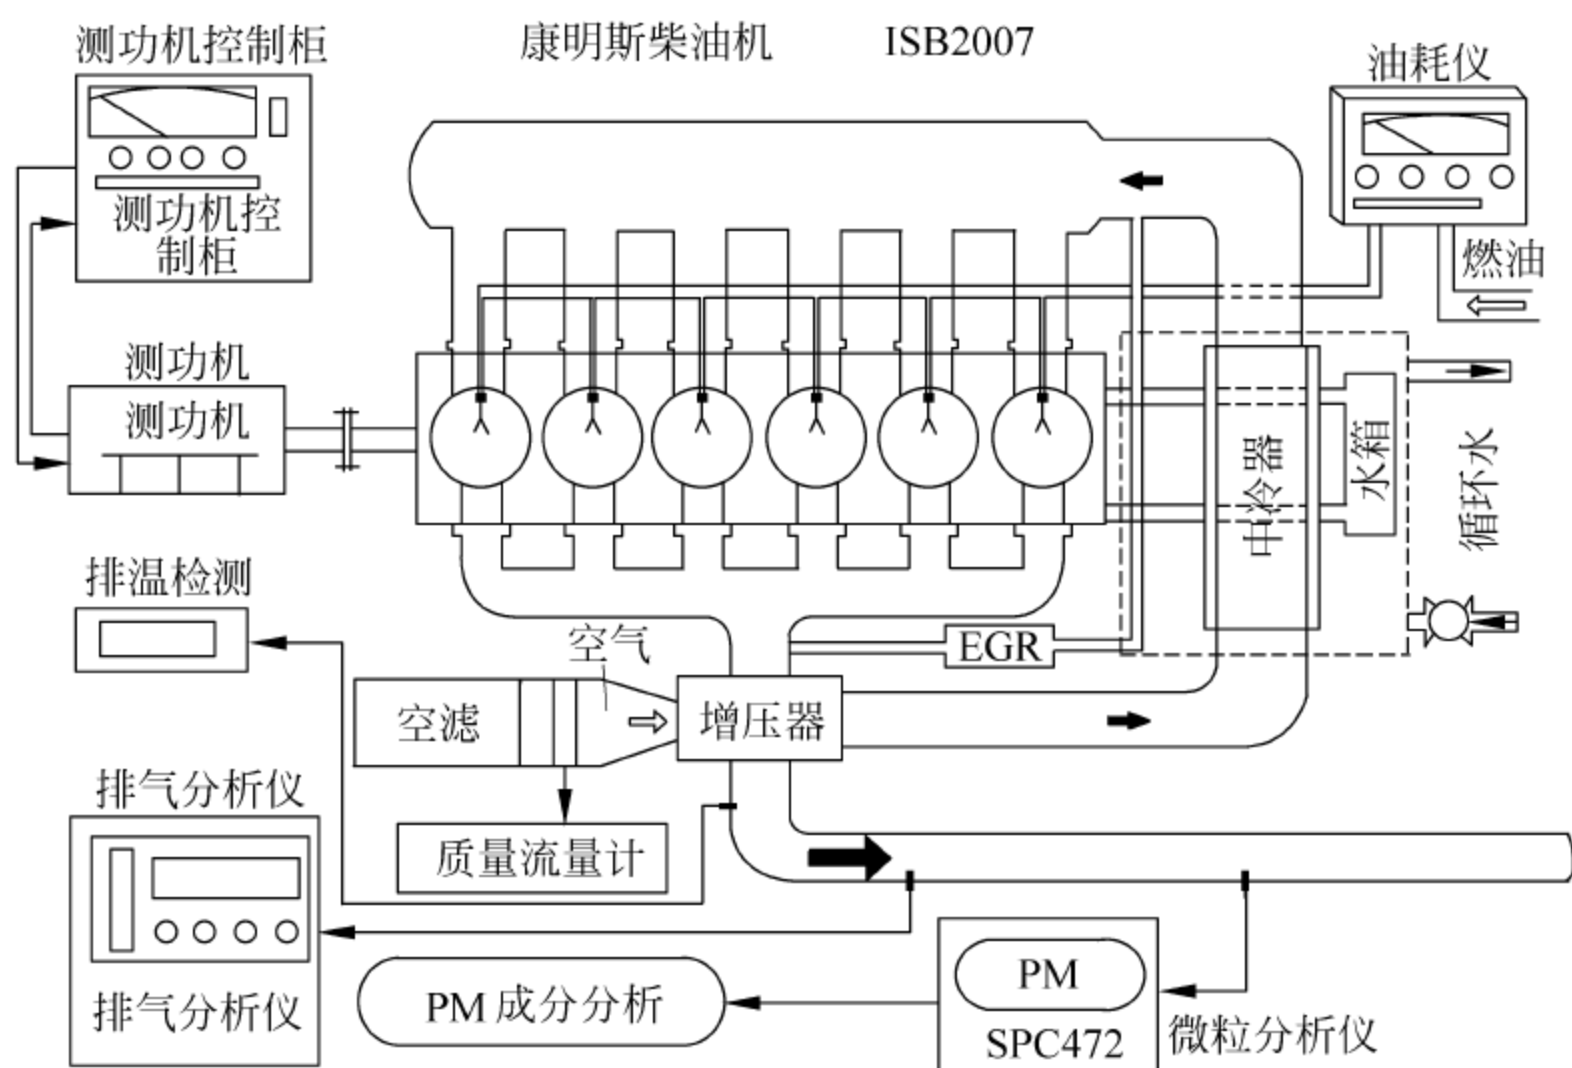 测功机控制柜
康明斯柴油机 ISB2007
油耗仪
测功机控
制柜
燃油
测功机
测功机
中冷器
水箱
循环水
排温检测
空气
EGR
空滤
增压器
排气分析仪
质量流量计
PM
排气分析仪
PM 成分分析
SPC472
微粒分析仪